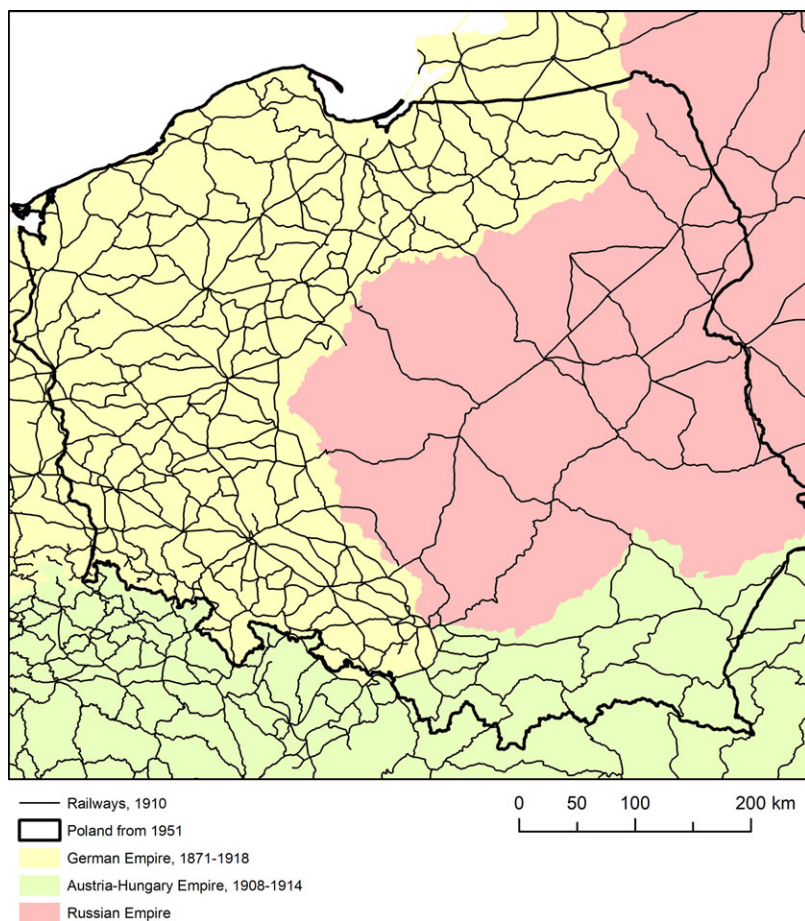 Railways, 1910
Poland from 1951
German Empire, 1871-1918
Austria-Hungary Empire, 1908-1914
Russian Empire
0 50 100 200 km